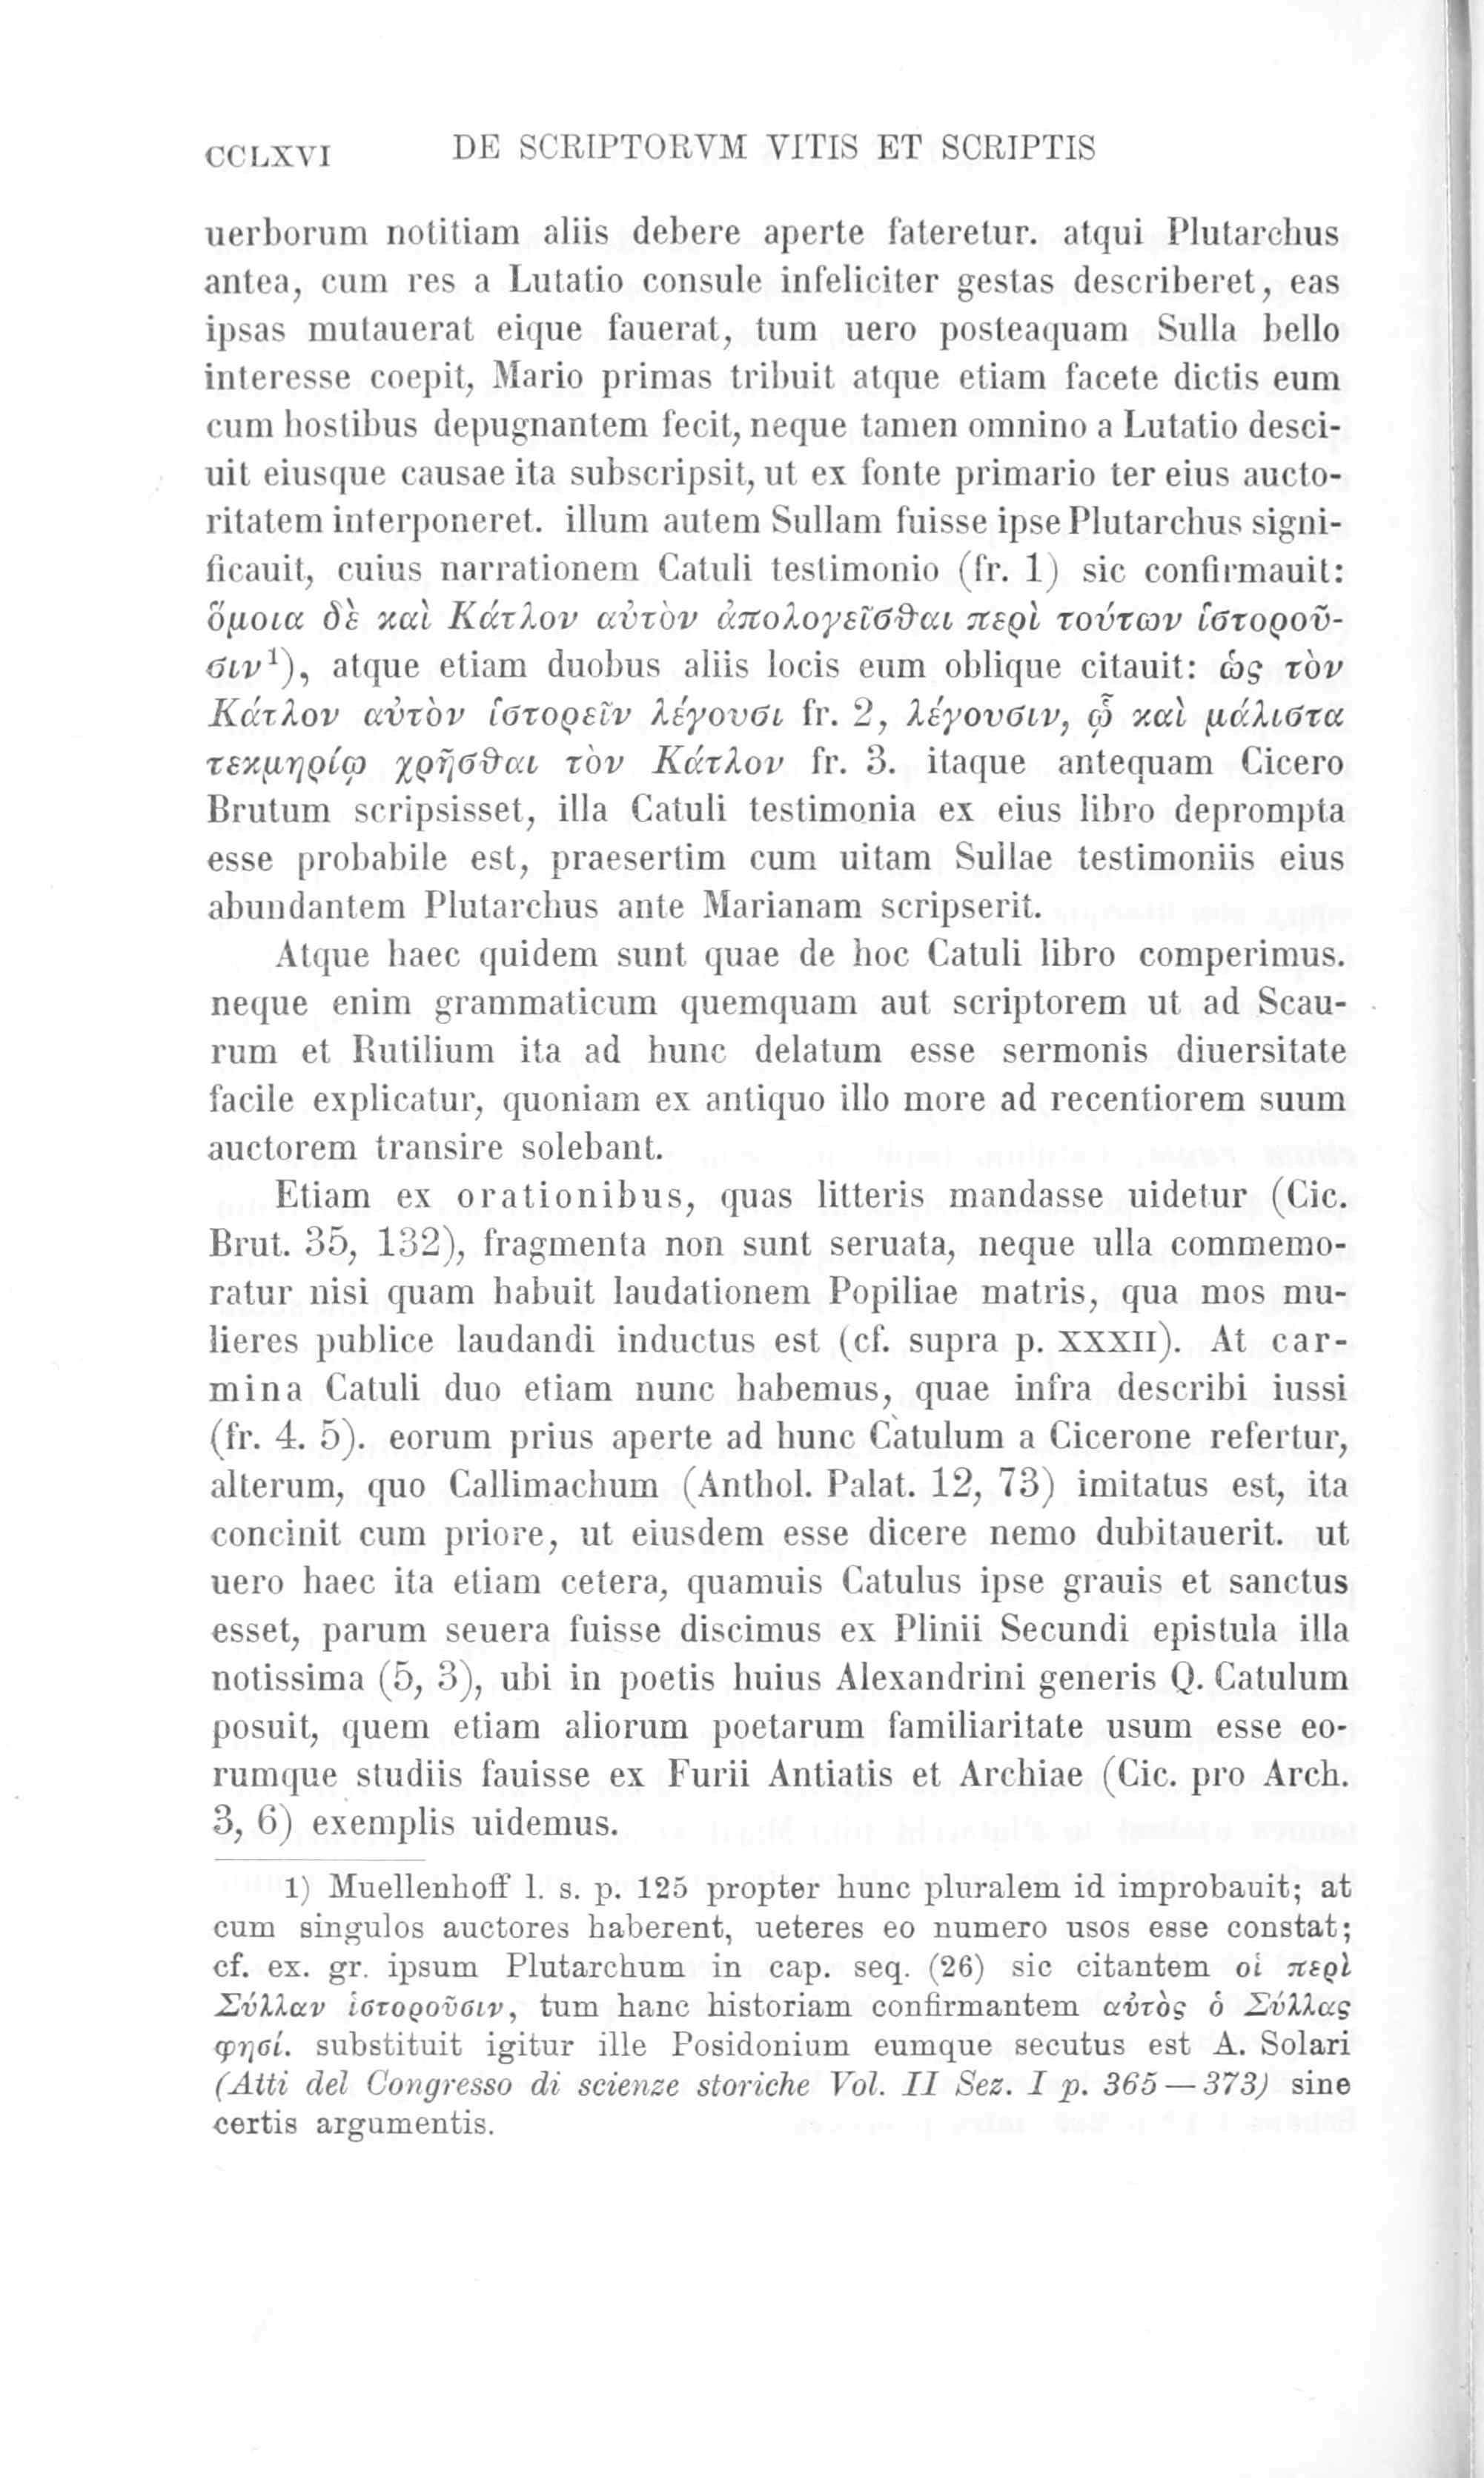 CCLXVI DE SCRIPTORVM VITIS ET SCRIPTIS
uerborum notitiam aliis debere aperte fateretur. atqui Plutarchus
antea, cum res a Lutatio consule infeliciter gestas describeret, eas
ipsas mutauerat eique fauerat, tum uero posteaquam Sulla bello
interesse coepit, Mario primas tribuit atque etiam facete dictis eum
cum hostibus depugnantem fecit, neque tamen omnino a Lutatio desci-
uit eiusque causae ita subscripsit, ut ex fonte primario ter eius aucto-
ritatem interponeret. illum autem Sullam fuisse ipse Plutarchus signi-
ficauit, cuius narrationem Catuli testimonio (fr. 1) sic confirmauit:
ὅμοια δὲ καὶ Κάτλον αὐτὸν ἀπολογεῖσθαι περὶ τούτων ἱστοροῦ-
σιν¹), atque etiam duobus aliis locis eum oblique citauit: ὡς τὸν
Κάτλον αὐτὸν ἱστορεῖν λέγουσι fr. 2, λέγουσιν, ᾧ καὶ μάλιστα
τεκμηρίῳ χρῆσθαι τὸν Κάτλον fr. 3. itaque antequam Cicero
Brutum scripsisset, illa Catuli testimonia ex eius libro deprompta
esse probabile est, praesertim cum uitam Sullae testimoniis eius
abundantem Plutarchus ante Marianam scripserit.
Atque haec quidem sunt quae de hoc Catuli libro comperimus.
neque enim grammaticum quemquam aut scriptorem ut ad Scau-
rum et Rutilium ita ad hunc delatum esse sermonis diuersitate
facile explicatur, quoniam ex antiquo illo more ad recentiorem suum
auctorem transire solebant.
Etiam ex orationibus, quas litteris mandasse uidetur (Cic.
Brut. 35, 132), fragmenta non sunt seruata, neque ulla commemo-
ratur nisi quam habuit laudationem Popiliae matris, qua mos mu-
lieres publice laudandi inductus est (cf. supra p. XXXII). At car-
mina Catuli duo etiam nunc habemus, quae infra describi iussi
(fr. 4. 5). eorum prius aperte ad hunc Catulum a Cicerone refertur,
alterum, quo Callimachum (Anthol. Palat. 12, 73) imitatus est, ita
concinit cum priore, ut eiusdem esse dicere nemo dubitauerit. ut
uero haec ita etiam cetera, quamuis Catulus ipse grauis et sanctus
esset, parum seuera fuisse discimus ex Plinii Secundi epistula illa
notissima (5, 3), ubi in poetis huius Alexandrini generis Q. Catulum
posuit, quem etiam aliorum poetarum familiaritate usum esse eo-
rumque studiis fauisse ex Furii Antiatis et Archiae (Cic. pro Arch.
3, 6) exemplis uidemus.
1) Muellenhoff l. s. p. 125 propter hunc pluralem id improbauit; at
cum singulos auctores haberent, ueteres eo numero usos esse constat;
cf. ex. gr. ipsum Plutarchum in cap. seq. (26) sic citantem οἱ περὶ
Σύλλαν ἱστοροῦσιν, tum hanc historiam confirmantem αὐτὸς ὁ Σύλλας
φησί. substituit igitur ille Posidonium eumque secutus est A. Solari
(Atti del Congresso di scienze storiche Vol. II Sez. I p. 365—373) sine
certis argumentis.